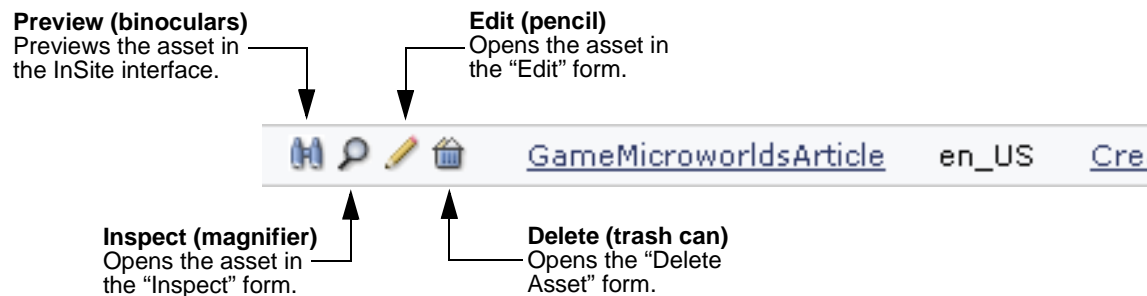 Preview (binoculars)
Previews the asset in
the InSite interface.
Edit (pencil)
Opens the asset in
the “Edit” form.
GameMicroworldsArticle en_US Cre
Inspect (magnifier)
Opens the asset in
the “Inspect” form.
Delete (trash can)
Opens the “Delete
Asset” form.